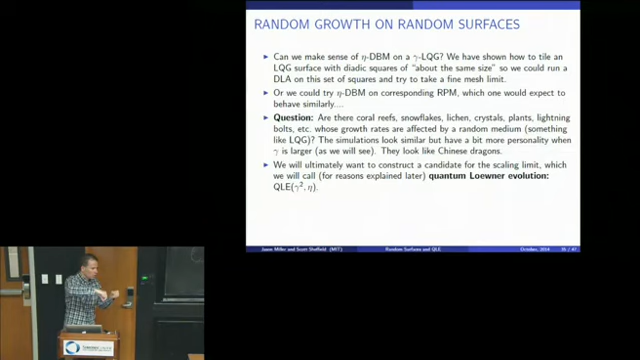 RANDOM GROWTH ON RANDOM SURFACES
Can we make sense of η-DBM on a γ-LQG? We have shown how to tile an
LQG surface with diadic squares of "about the same size" so we could run a
DLA on this set of squares and try to take a fine mesh limit.
Or we could try η-DBM on corresponding RPM, which one would expect to
behave similarly....
Question: Are there coral reefs, snowflakes, lichen, crystals, plants, lightning
bolts, etc. whose growth rates are affected by a random medium (something
like LQG)? The simulations look similar but have a bit more personality when
γ is larger (as we will see). They look like Chinese dragons.
We will ultimately want to construct a candidate for the scaling limit, which
we will call (for reasons explained later) quantum Loewner evolution:
QLE(γ², η).
Jason Miller and Scott Sheffield (MIT)
Random Surfaces and QLE
October, 2014